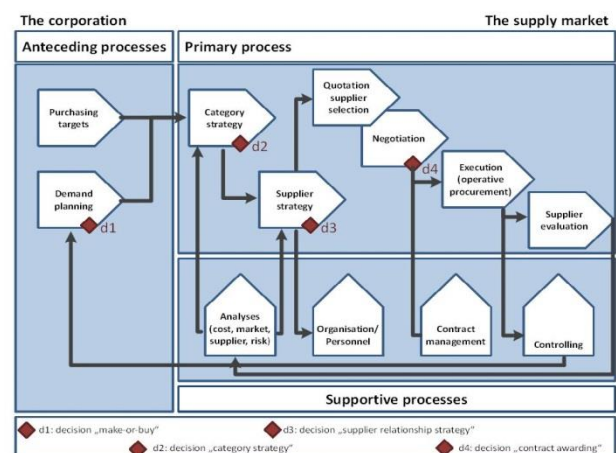 The corporation
The supply market
Anteceding processes
Primary process
Purchasing
targets
Demand
planning
d1
Category
strategy
d2
Supplier
strategy
d3
Quotation
supplier
selection
Negotiation
d4
Execution
(operative
procurement)
Supplier
evaluation
Analyses
(cost, market,
supplier, risk)
Organisation/
Personnel
Contract
management
Controlling
Supportive processes
d1: decision „make-or-buy“
d3: decision „supplier relationship strategy“
d2: decision „category strategy“
d4: decision „contract awarding“